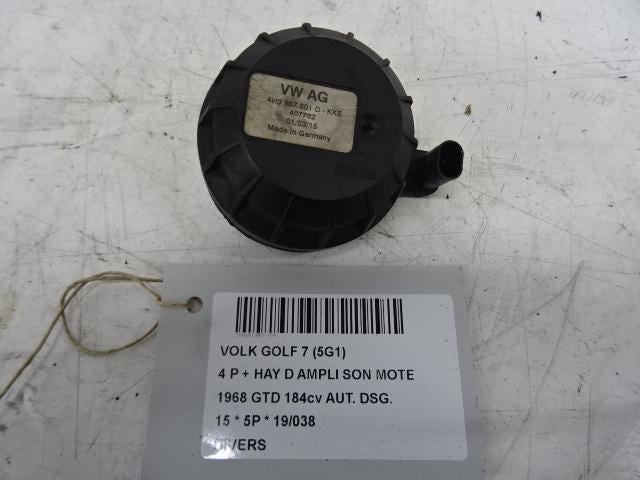 VW AG
4H0 907 601 D - KKE
407782
01/03/15
Made in Germany
VOLK GOLF 7 (5G1)
4 P + HAY D AMPLI SON MOTE
1968 GTD 184cv AUT. DSG.
15 * 5P * 19/038
DIVERS